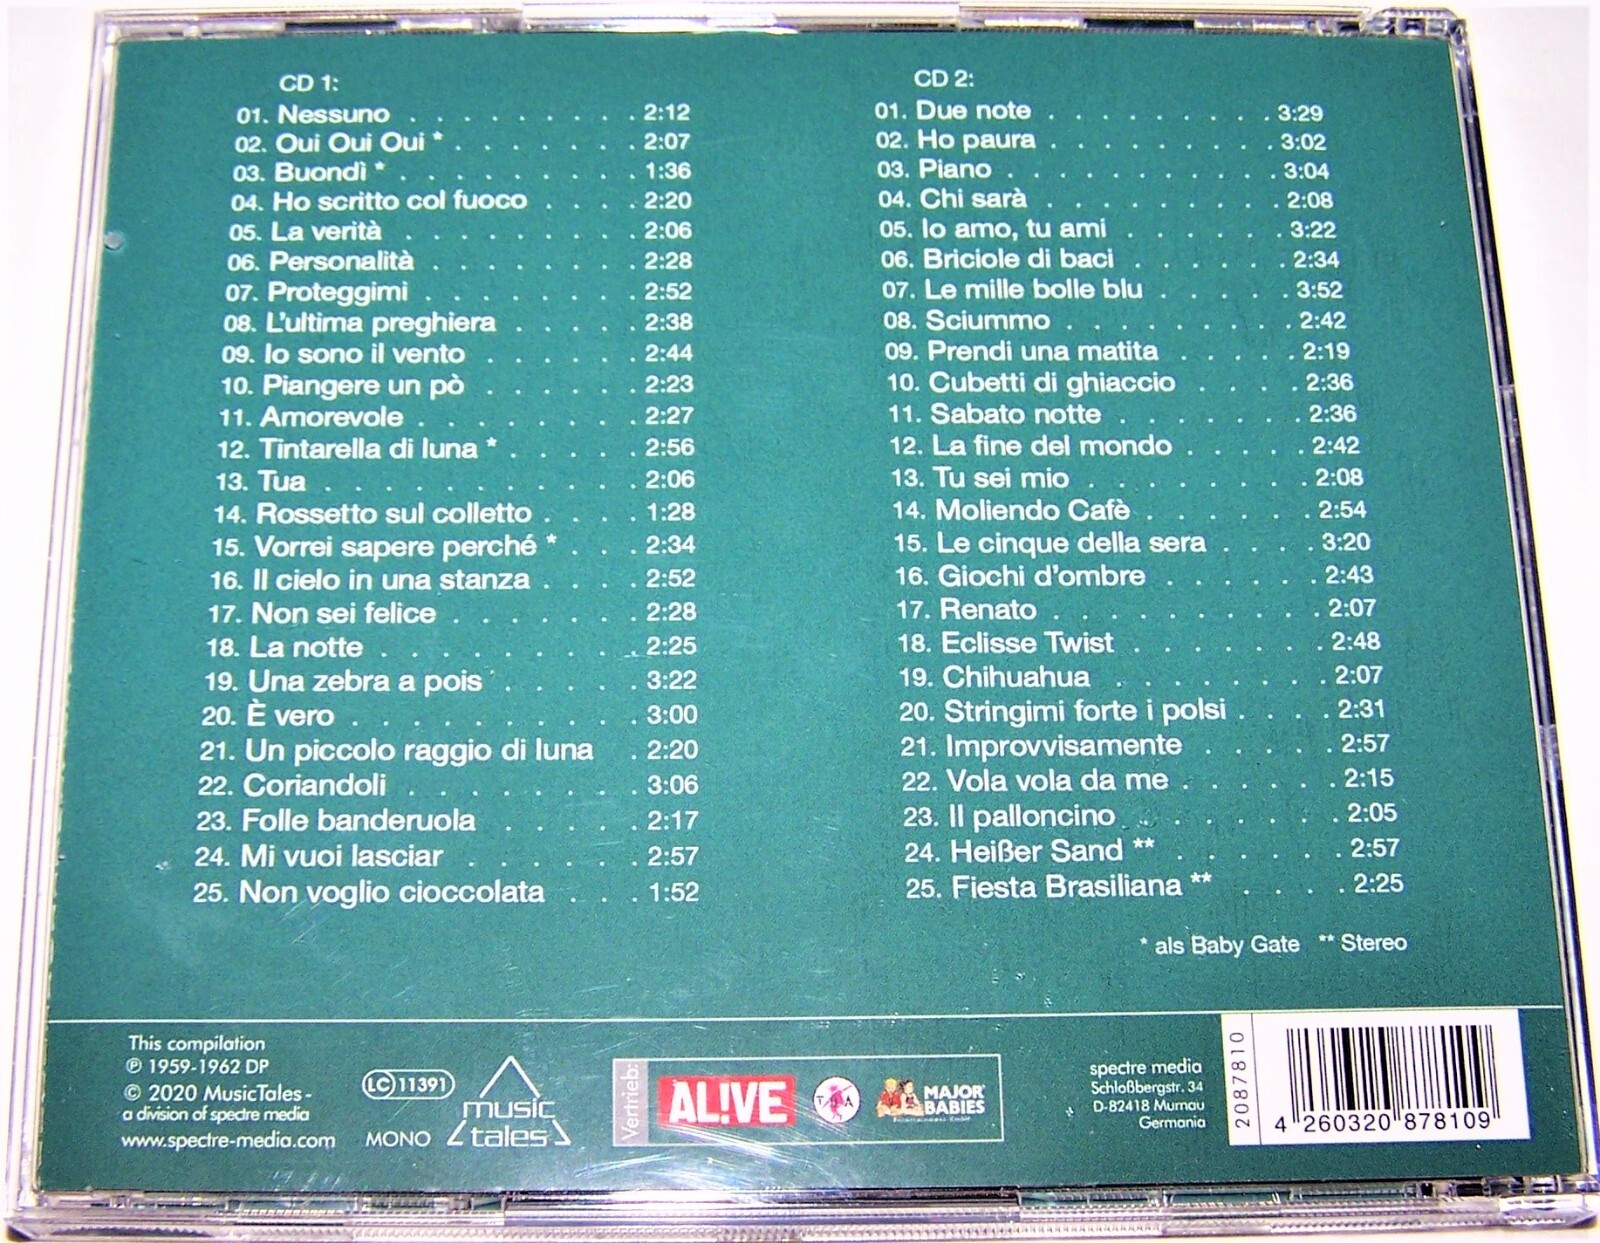 CD 1:
01. Nessuno . . . . . . . . . 2:12
02. Oui Oui Oui * . . . . . . . 2:07
03. Buondì * . . . . . . . . . 1:36
04. Ho scritto col fuoco . . . . 2:20
05. La verità . . . . . . . . . 2:06
06. Personalità . . . . . . . . 2:28
07. Proteggimi . . . . . . . . 2:52
08. L'ultima preghiera . . . . . 2:38
09. Io sono il vento . . . . . . 2:44
10. Piangere un pò . . . . . . 2:23
11. Amorevole . . . . . . . . 2:27
12. Tintarella di luna * . . . . . 2:56
13. Tua . . . . . . . . . . . 2:06
14. Rossetto sul colletto . . . . 1:28
15. Vorrei sapere perché * . . . 2:34
16. Il cielo in una stanza . . . . 2:52
17. Non sei felice . . . . . . . 2:28
18. La notte . . . . . . . . . 2:25
19. Una zebra a pois . . . . . 3:22
20. È vero . . . . . . . . . . 3:00
21. Un piccolo raggio di luna . 2:20
22. Coriandoli . . . . . . . . 3:06
23. Folle banderuola . . . . . 2:17
24. Mi vuoi lasciar . . . . . . 2:57
25. Non voglio cioccolata . . . 1:52
CD 2:
01. Due note . . . . . . . . . 3:29
02. Ho paura . . . . . . . . . 3:02
03. Piano . . . . . . . . . . . 3:04
04. Chi sarà . . . . . . . . . 2:08
05. Io amo, tu ami . . . . . . 3:22
06. Briciole di baci . . . . . . 2:34
07. Le mille bolle blu . . . . . 3:52
08. Sciummo . . . . . . . . . 2:42
09. Prendi una matita . . . . . 2:19
10. Cubetti di ghiaccio . . . . 2:36
11. Sabato notte . . . . . . . 2:36
12. La fine del mondo . . . . . 2:42
13. Tu sei mio . . . . . . . . 2:08
14. Moliendo Cafè . . . . . . 2:54
15. Le cinque della sera . . . . 3:20
16. Giochi d'ombre . . . . . . 2:43
17. Renato . . . . . . . . . . 2:07
18. Eclisse Twist . . . . . . . 2:48
19. Chihuahua . . . . . . . . 2:07
20. Stringimi forte i polsi . . . . 2:31
21. Improvvisamente . . . . . 2:57
22. Vola vola da me . . . . . . 2:15
23. Il palloncino . . . . . . . 2:05
24. Heißer Sand ** . . . . . . 2:57
25. Fiesta Brasiliana ** . . . . 2:25
* als Baby Gate ** Stereo
This compilation
℗ 1959-1962 DP
© 2020 MusicTales -
a division of spectre media
www.spectre-media.com
LC 11391
MONO
music
tales
Vertrieb:
AL!VE
MAJOR
BABIES
spectre media
Schloßbergstr. 34
D-82418 Murnau
Germania
2087810
4 260320 878109